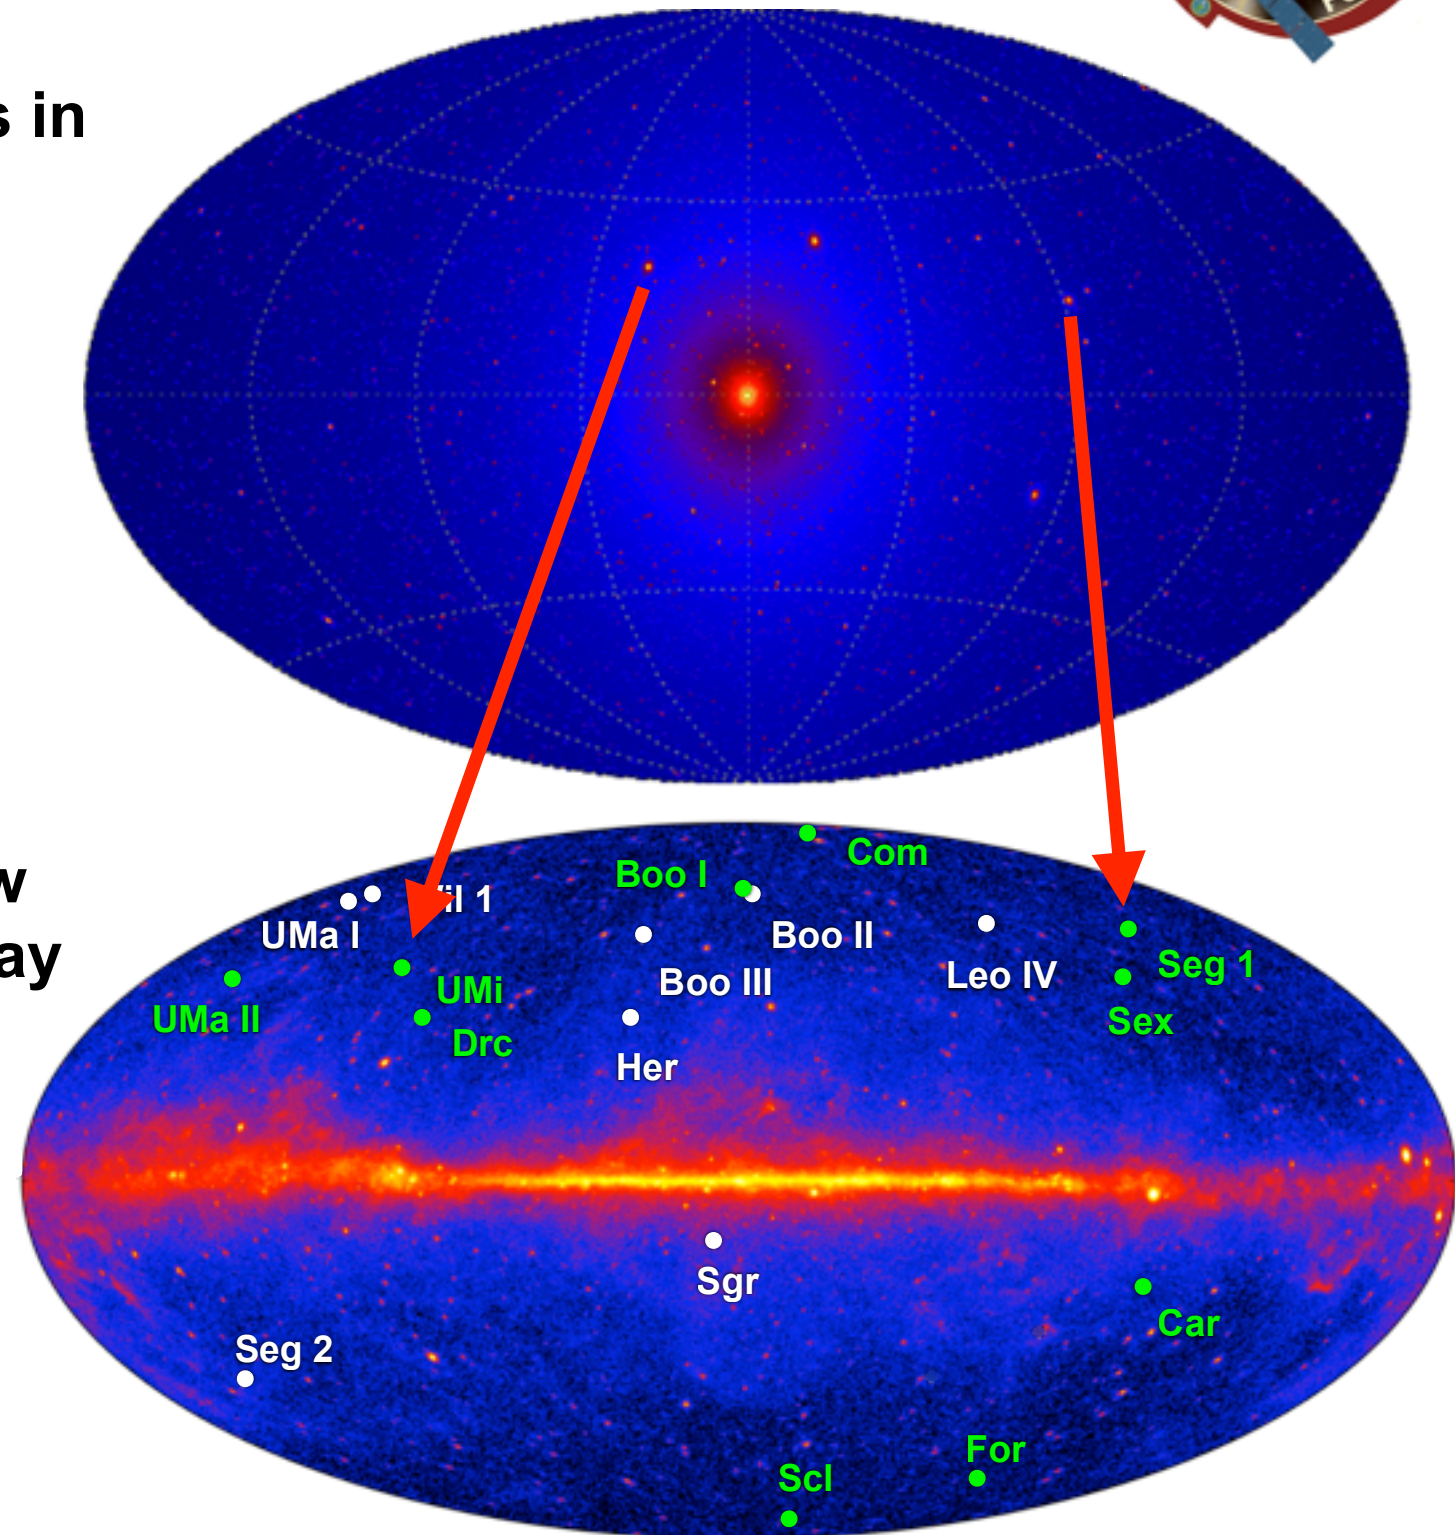 s in
Com
Boo I
il 1
UMa I
Boo II
Boo III
Leo IV
Seg 1
UMa II
UMi
Sex
Drc
Her
w
ay
Sgr
Car
Seg 2
For
Scl